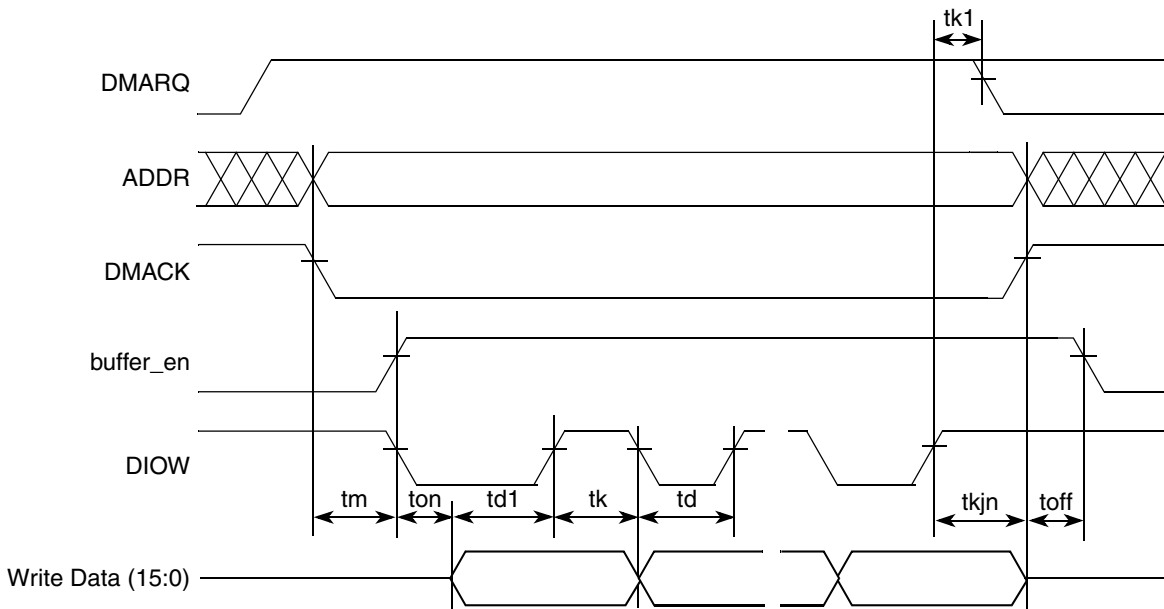 tk1
DMARQ
ADDR
DMACK
buffer_en
DIOW
tm ton td1 tk td tkjn toff
Write Data (15:0)